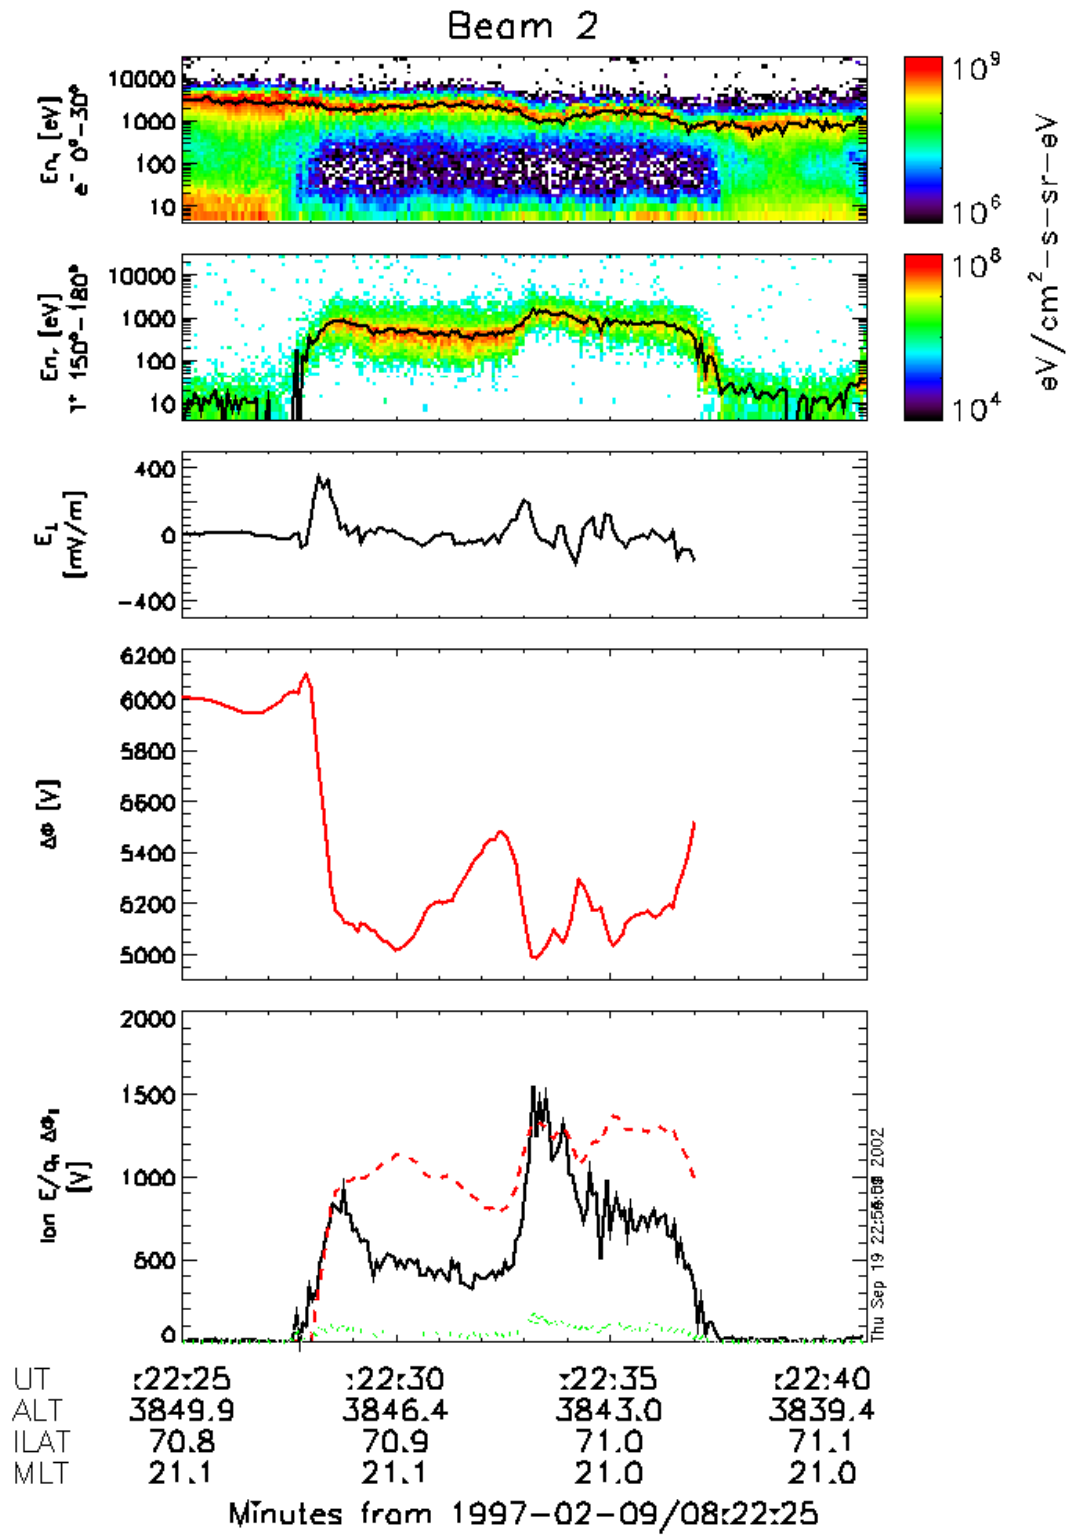 Beam 2
10000
1000
100
10
En, [eV]
e⁻ 0°-30°
10⁹
10⁶
10000
1000
100
10
En, [eV]
150°-180°
10⁸
10⁴
eV/cm²-s-sr-eV
400
0
-400
E⊥
[mV/m]
6200
6000
5800
5600
5400
5200
5000
ΔΦ [V]
2000
1500
1000
500
0
Ion E/q, ΔΦ∥
[V]
Thu Sep 19 2002
UT :22:25 :22:30 :22:35 :22:40
ALT 3849.9 3846.4 3843.0 3839.4
ILAT 70.8 70.9 71.0 71.1
MLT 21.1 21.1 21.0 21.0
Minutes from 1997-02-09/08:22:25